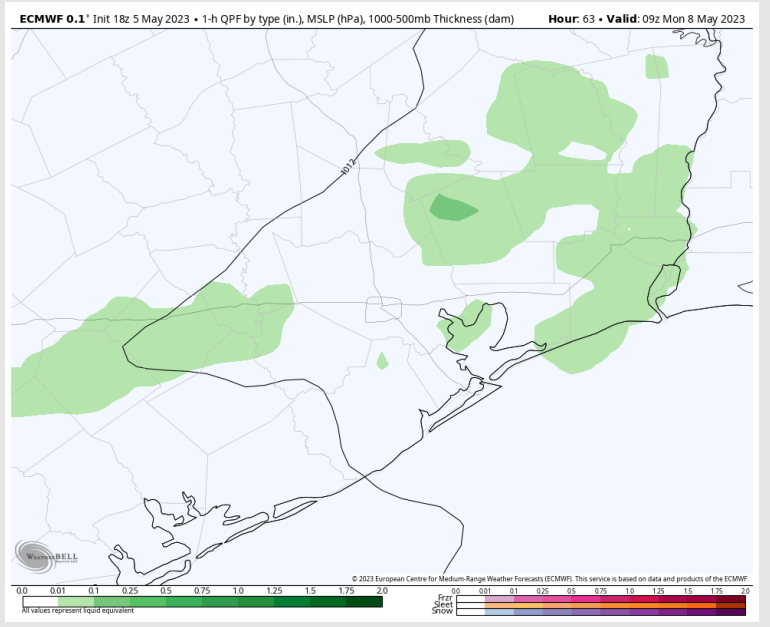 ECMWF 0.1° Init 18z 5 May 2023 • 1-h QPF by type (in.), MSLP (hPa), 1000-500mb Thickness (dam)
Hour: 63 • Valid: 09z Mon 8 May 2023
1012
WEATHERBELL
© 2023 European Centre for Medium-Range Weather Forecasts (ECMWF). This service is based on data and products of the ECMWF.
0.0 0.01 0.1 0.25 0.5 0.75 1.0 1.25 1.5 1.75 2.0
All values represent liquid equivalent
0.0 0.01 0.1 0.25 0.50 0.75 1.0 1.25 1.5 1.75 2.0
Frzr
Sleet
Snow